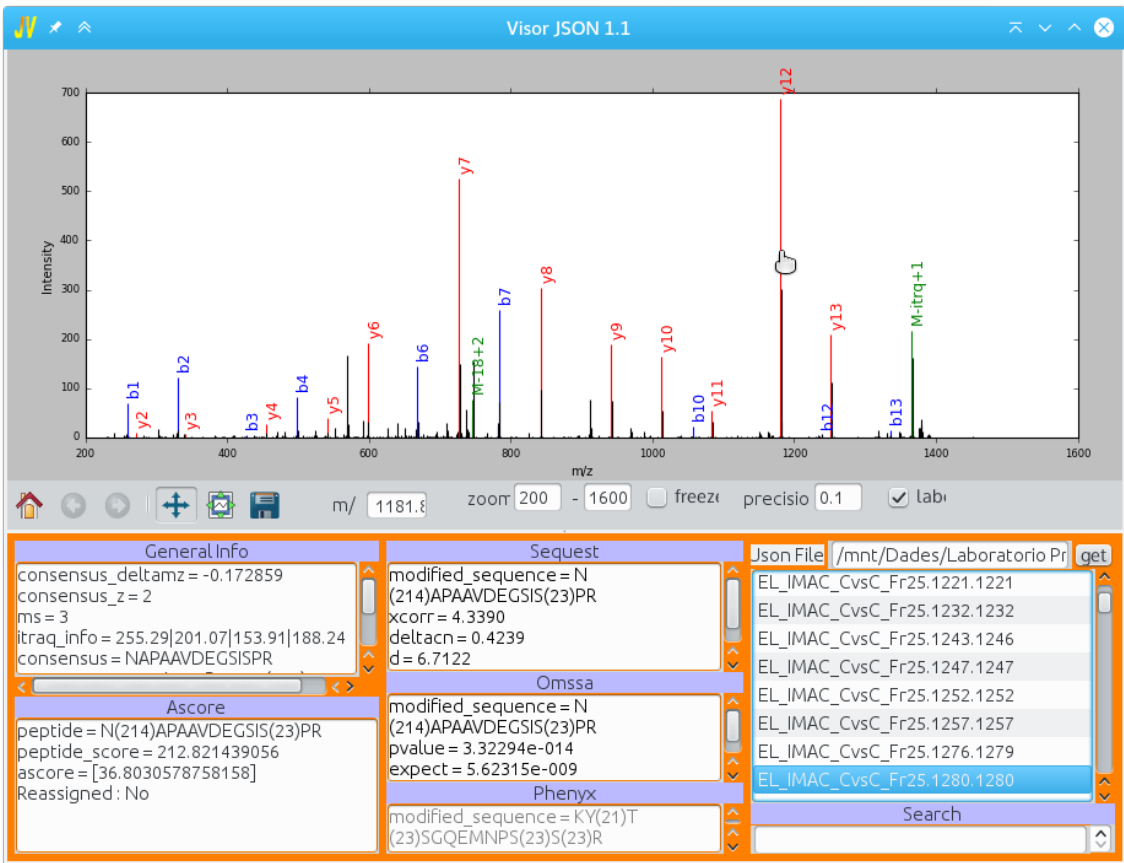 JV
Visor JSON 1.1
700
600
500
400
300
200
100
0
Intensity
200
400
600
800
1000
1200
1400
1600
m/z
b1
y2
b2
y3
b3
y4
b4
y5
y6
b6
y7
M-18+2
b7
y8
y9
y10
b10
y11
y12
b12
y13
b13
M-itrq+1
m/ 1181.8 zoom 200 - 1600 freeze precisio 0.1 labe
General Info
consensus_deltamz = -0.172859
consensus_z = 2
ms = 3
itraq_info = 255.29|201.07|153.91|188.24
consensus = NAPAAVDEGSISPR
Ascore
peptide = N(214)APAAVDEGSIS(23)PR
peptide_score = 212.821439056
ascore = [36.8030578758158]
Reassigned : No
Sequest
modified_sequence = N
(214)APAAVDEGSIS(23)PR
xcorr = 4.3390
deltacn = 0.4239
d = 6.7122
Omssa
modified_sequence = N
(214)APAAVDEGSIS(23)PR
pvalue = 3.32294e-014
expect = 5.62315e-009
Phenyx
modified_sequence = KY(21)T
(23)SGQEMNPS(23)S(23)R
Json File /mnt/Dades/Laboratorio Pr get
EL_IMAC_CvsC_Fr25.1221.1221
EL_IMAC_CvsC_Fr25.1232.1232
EL_IMAC_CvsC_Fr25.1243.1246
EL_IMAC_CvsC_Fr25.1247.1247
EL_IMAC_CvsC_Fr25.1252.1252
EL_IMAC_CvsC_Fr25.1257.1257
EL_IMAC_CvsC_Fr25.1276.1279
EL_IMAC_CvsC_Fr25.1280.1280
Search